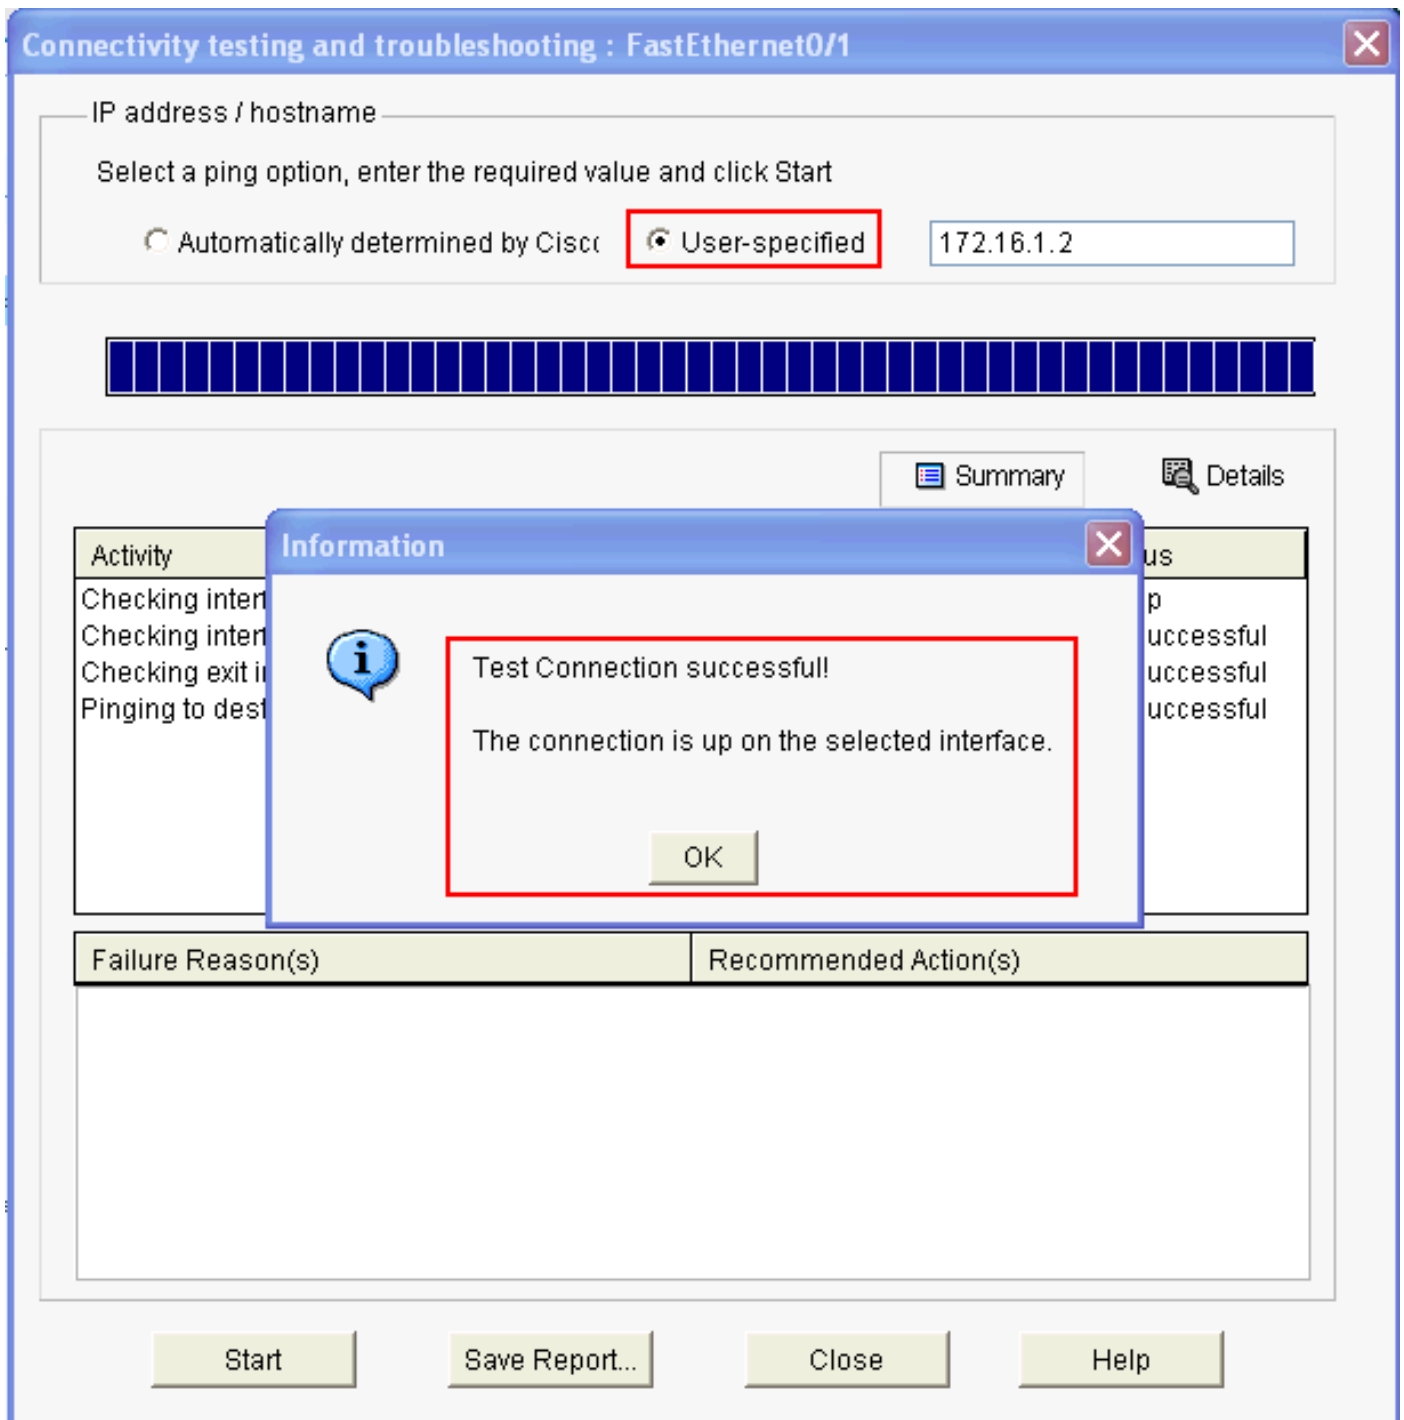 Connectivity testing and troubleshooting : FastEthernet0/1
IP address / hostname
Select a ping option, enter the required value and click Start
Automatically determined by Cisc
User-specified
172.16.1.2
Summary
Details
Activity
us
Information
Checking inter
p
Checking inter
uccessful
Checking exit i
uccessful
Pinging to dest
uccessful
Test Connection successful!
The connection is up on the selected interface.
OK
Failure Reason(s)
Recommended Action(s)
Start
Save Report...
Close
Help